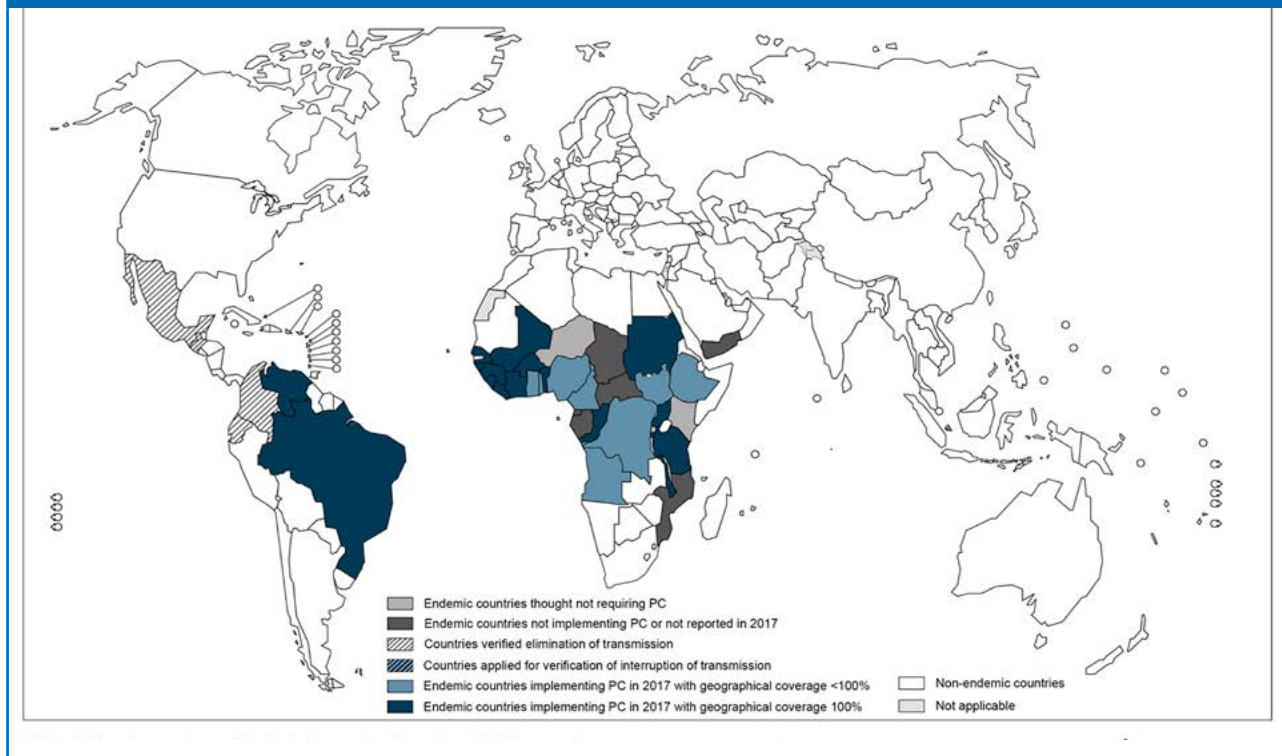 Endemic countries thought not requiring PC
Endemic countries not implementing PC or not reported in 2017
Countries verified elimination of transmission
Countries applied for verification of interruption of transmission
Endemic countries implementing PC in 2017 with geographical coverage <100%
Endemic countries implementing PC in 2017 with geographical coverage 100%
Non-endemic countries
Not applicable